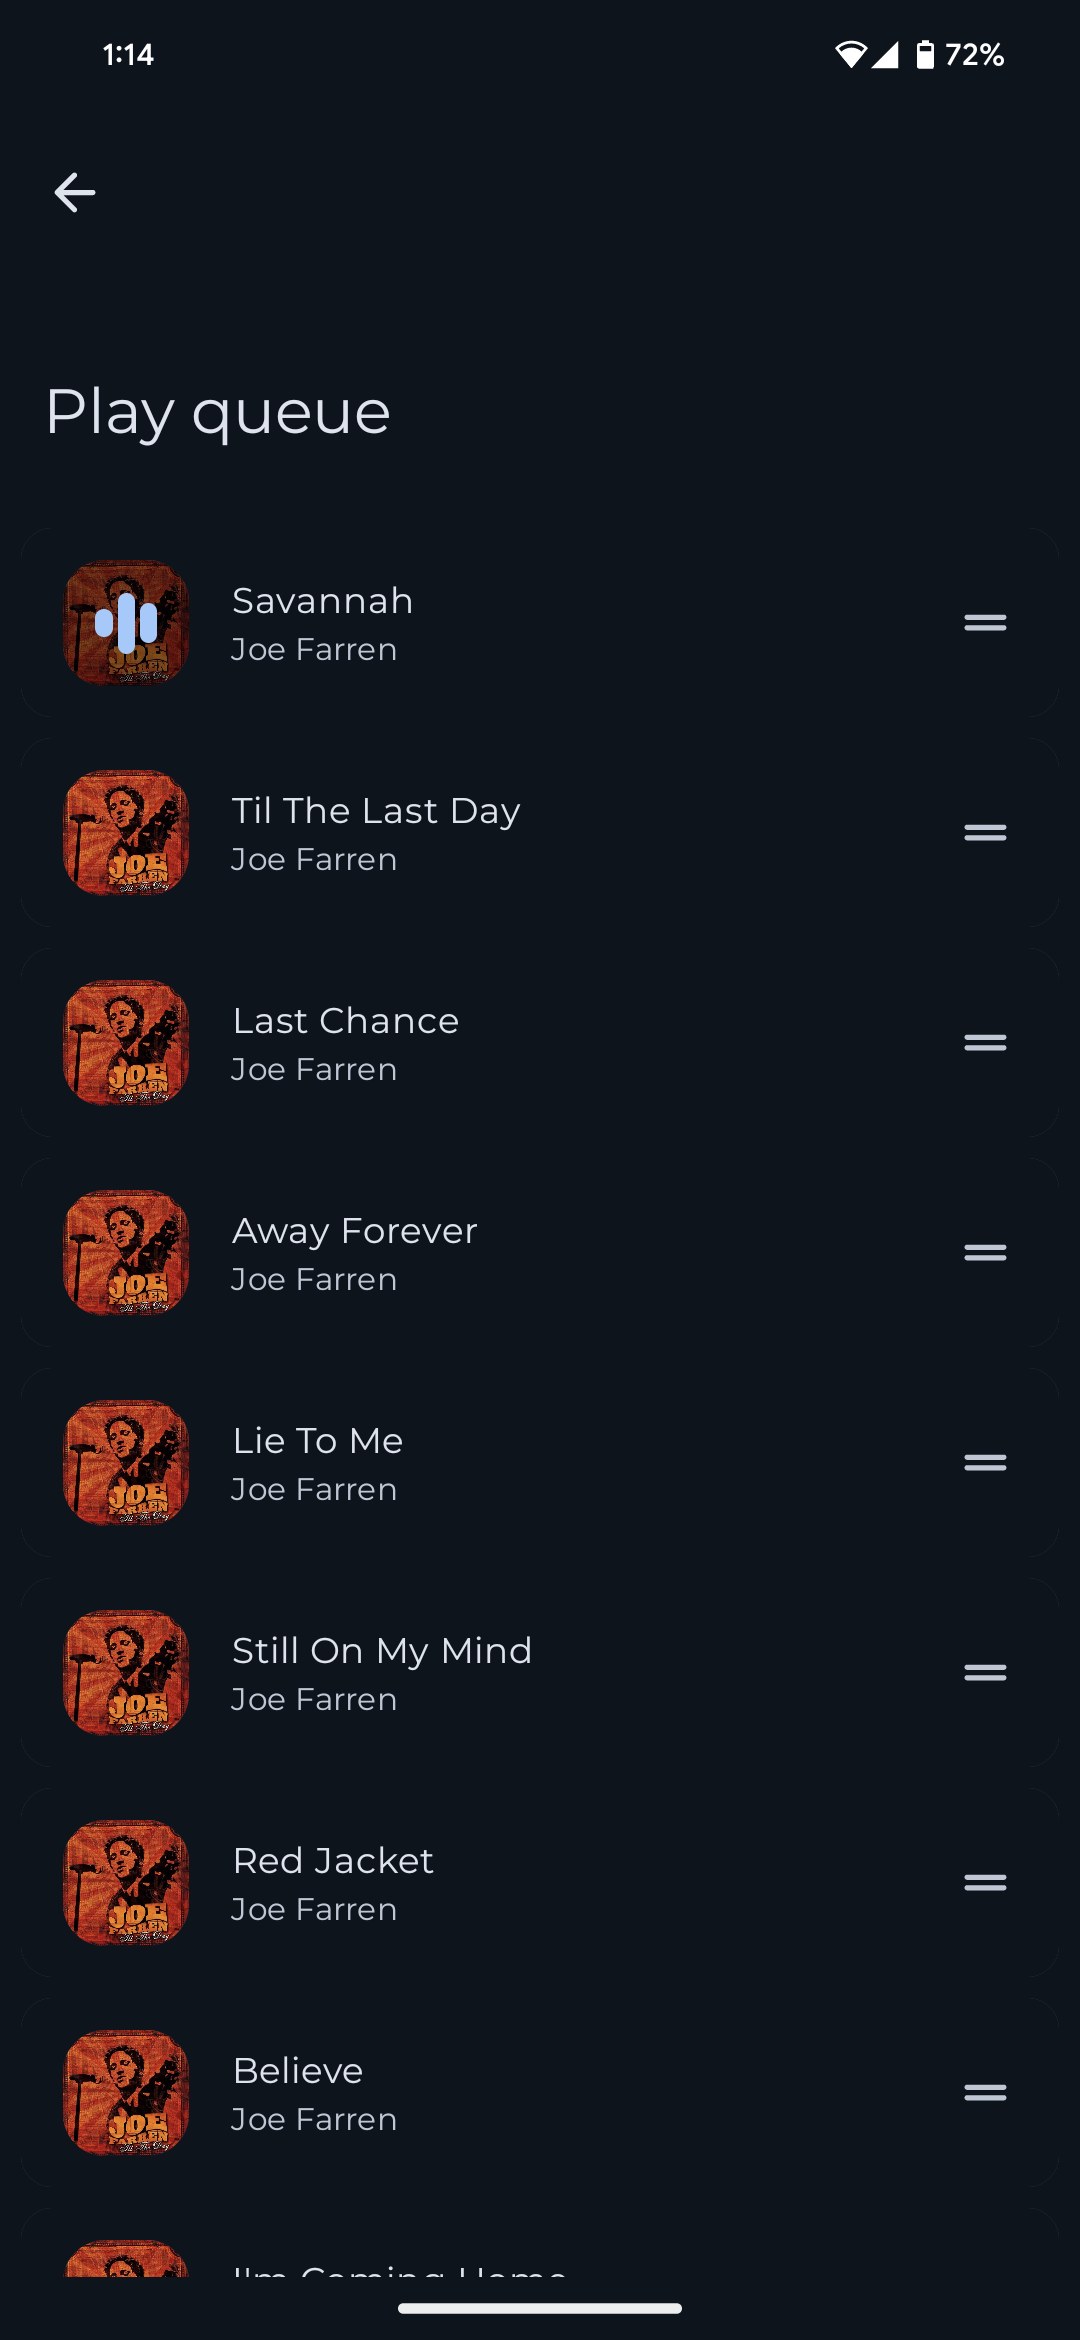 1:14
72%
Play queue
Savannah
Joe Farren
Til The Last Day
Joe Farren
Last Chance
Joe Farren
Away Forever
Joe Farren
Lie To Me
Joe Farren
Still On My Mind
Joe Farren
Red Jacket
Joe Farren
Believe
Joe Farren
I'm Coming Home